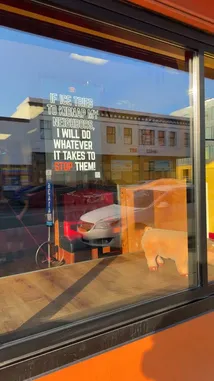 IF ICE TRIES
TO KIDNAP MY
NEIGHBORS
I WILL DO
WHATEVER
IT TAKES TO
STOP THEM!